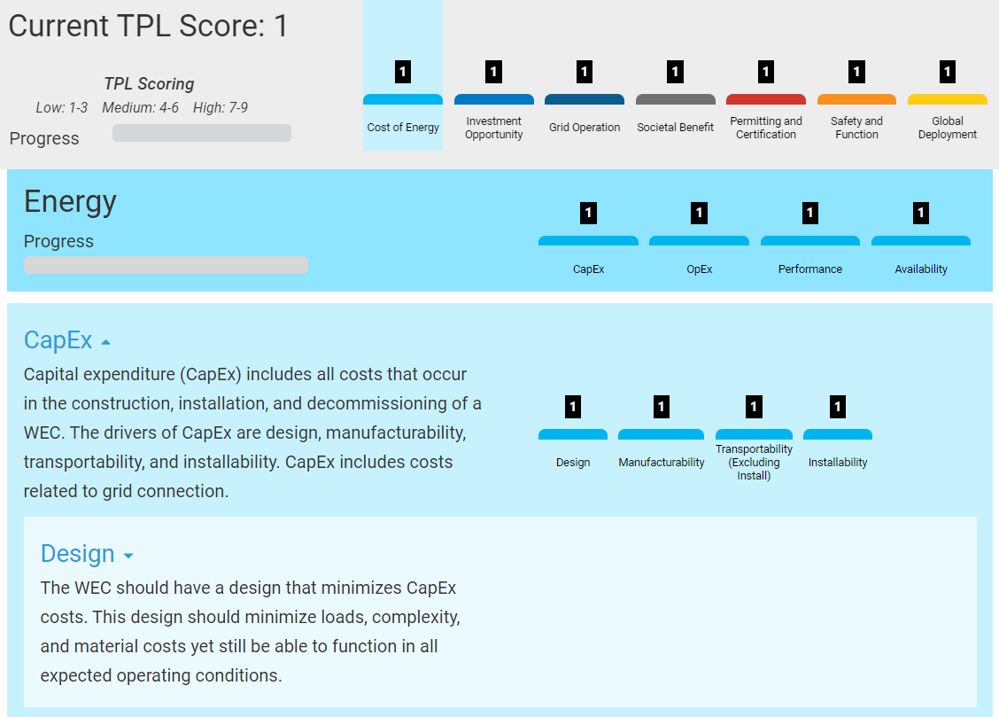 Current TPL Score: 1
TPL Scoring
Low: 1-3 Medium: 4-6 High: 7-9
Progress
1 1 1 1 1 1 1
Cost of Energy
Investment
Opportunity
Grid Operation
Societal Benefit
Permitting and
Certification
Safety and
Function
Global
Deployment
Energy
Progress
1 1 1 1
CapEx OpEx Performance Availability
CapEx
Capital expenditure (CapEx) includes all costs that occur
in the construction, installation, and decommissioning of a
WEC. The drivers of CapEx are design, manufacturability,
transportability, and installability. CapEx includes costs
related to grid connection.
1 1 1 1
Design
Manufacturability
Transportability
(Excluding
Install)
Installability
Design
The WEC should have a design that minimizes CapEx
costs. This design should minimize loads, complexity,
and material costs yet still be able to function in all
expected operating conditions.